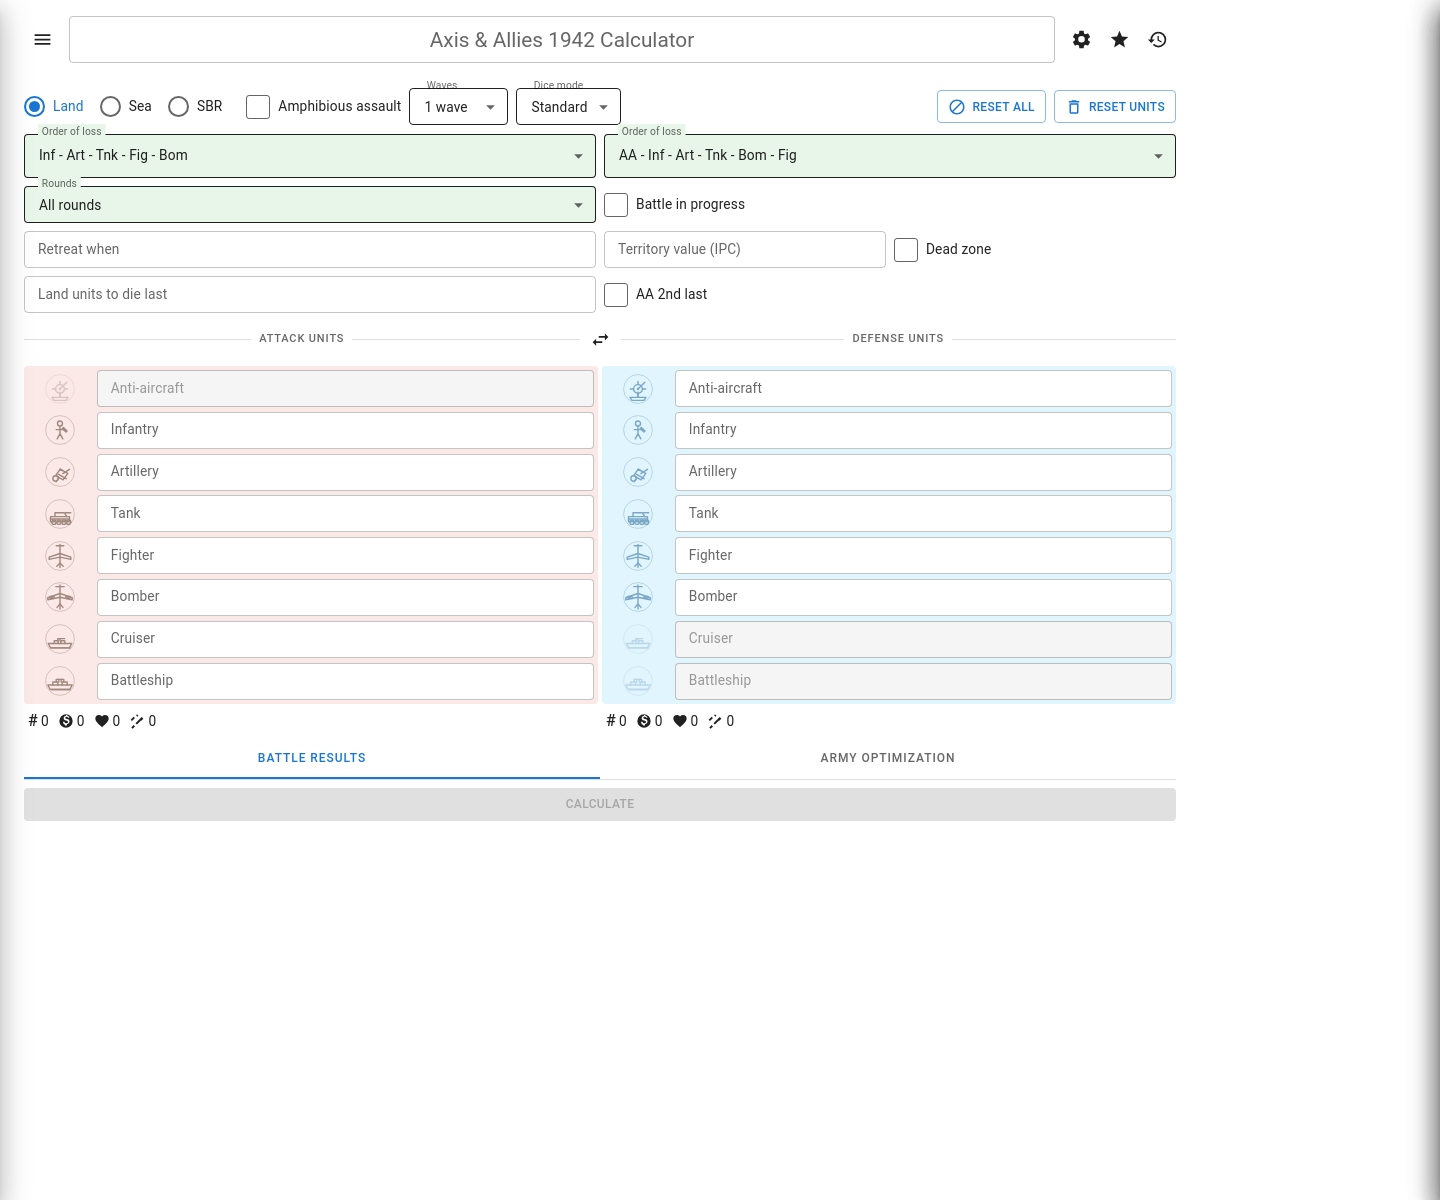 Axis & Allies 1942 Calculator
Land
Sea
SBR
Amphibious assault
Waves
1 wave
Dice mode
Standard
RESET ALL
RESET UNITS
Order of loss
Inf - Art - Tnk - Fig - Bom
Order of loss
AA - Inf - Art - Tnk - Bom - Fig
Rounds
All rounds
Battle in progress
Retreat when
Territory value (IPC)
Dead zone
Land units to die last
AA 2nd last
ATTACK UNITS
DEFENSE UNITS
Anti-aircraft
Infantry
Artillery
Tank
Fighter
Bomber
Cruiser
Battleship
# 0 0 0 0
Anti-aircraft
Infantry
Artillery
Tank
Fighter
Bomber
Cruiser
Battleship
# 0 0 0 0
BATTLE RESULTS
ARMY OPTIMIZATION
CALCULATE